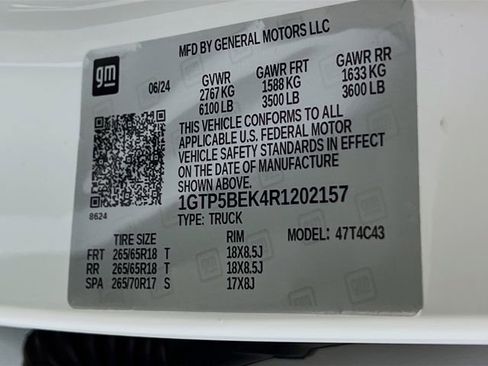 MFD BY GENERAL MOTORS LLC
gm
06/24
GVWR GAWR FRT GAWR RR
2767 KG 1588 KG 1633 KG
6100 LB 3500 LB 3600 LB
THIS VEHICLE CONFORMS TO ALL
APPLICABLE U.S. FEDERAL MOTOR
VEHICLE SAFETY STANDARDS IN EFFECT
ON THE DATE OF MANUFACTURE
SHOWN ABOVE.
8624
1GTP5BEK4R1202157
TYPE: TRUCK
TIRE SIZE RIM MODEL: 47T4C43
FRT 265/65R18 T 18X8.5J
RR 265/65R18 T 18X8.5J
SPA 265/70R17 S 17X8J